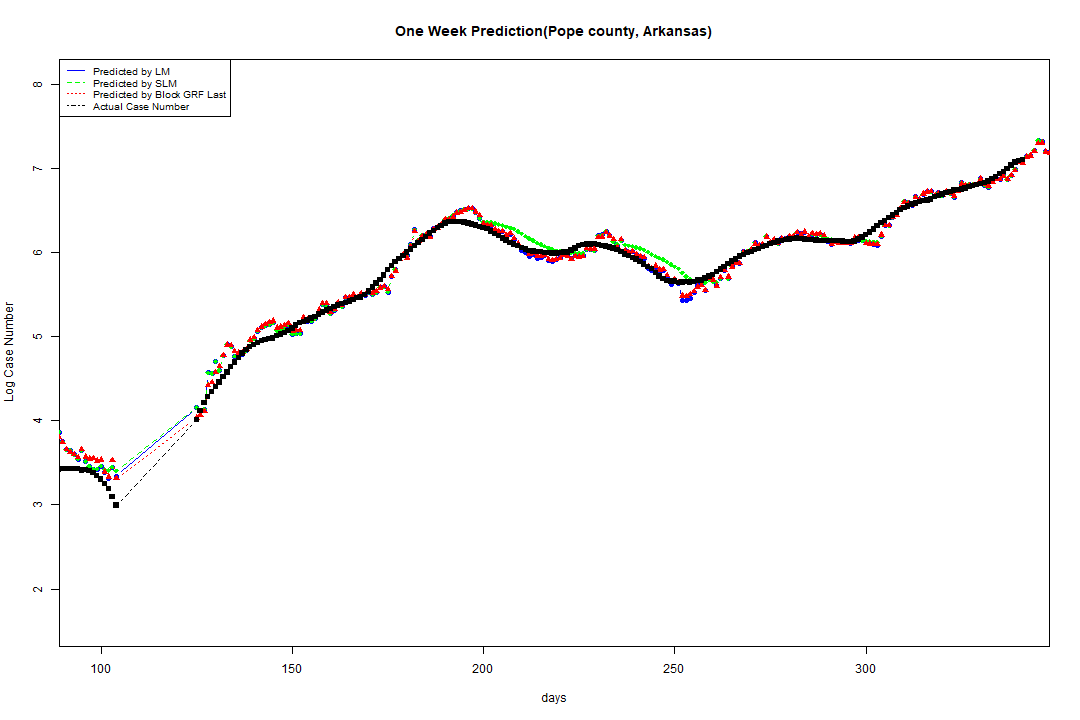 One Week Prediction(Pope county, Arkansas)
Predicted by LM
Predicted by SLM
Predicted by Block GRF Last
Actual Case Number
8
7
6
5
4
3
2
Log Case Number
100 150 200 250 300
days